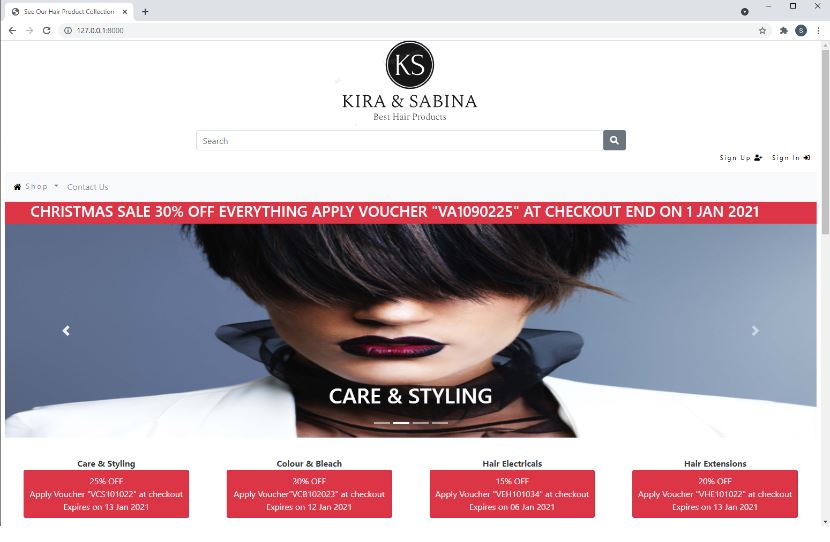 See Our Hair Product Collection
127.0.0.1:8000
S
KS
KIRA & SABINA
Best Hair Products
Search
Sign Up Sign In
Shop Contact Us
CHRISTMAS SALE 30% OFF EVERYTHING APPLY VOUCHER "VA1090225" AT CHECKOUT END ON 1 JAN 2021
CARE & STYLING
Care & Styling
25% OFF
Apply Voucher "VCS101022" at checkout
Expires on 13 Jan 2021
Colour & Bleach
30% OFF
Apply Voucher"VCB102023" at checkout
Expires on 12 Jan 2021
Hair Electricals
15% OFF
Apply Voucher "VEH101034" at checkout
Expires on 06 Jan 2021
Hair Extensions
20% OFF
Apply Voucher "VHE101022" at checkout
Expires on 13 Jan 2021